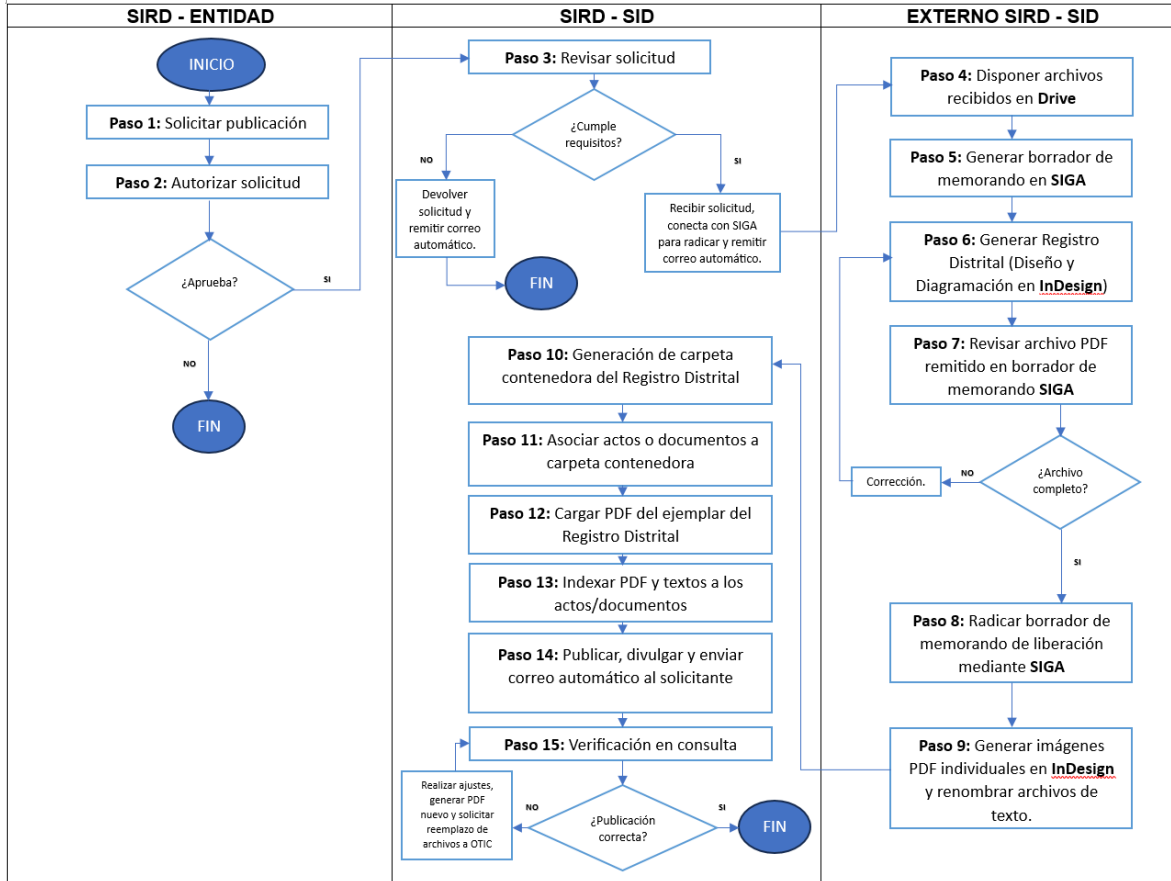 SIRD - ENTIDAD
INICIO
Paso 1: Solicitar publicación
Paso 2: Autorizar solicitud
¿Aprueba?
SI
NO
FIN
SIRD - SID
Paso 3: Revisar solicitud
¿Cumple
requisitos?
NO
SI
Devolver
solicitud y
remitir correo
automático.
Recibir solicitud,
conecta con SIGA
para radicar y remitir
correo automático.
FIN
EXTERNO SIRD - SID
Paso 4: Disponer archivos
recibidos en Drive
Paso 5: Generar borrador de
memorando en SIGA
Paso 6: Generar Registro
Distrital (Diseño y
Diagramación en InDesign)
Paso 7: Revisar archivo PDF
remitido en borrador de
memorando SIGA
¿Archivo
completo?
NO
Corrección.
SI
Paso 8: Radicar borrador de
memorando de liberación
mediante SIGA
Paso 9: Generar imágenes
PDF individuales en InDesign
y renombrar archivos de
texto.
Paso 10: Generación de carpeta
contenedora del Registro Distrital
Paso 11: Asociar actos o documentos a
carpeta contenedora
Paso 12: Cargar PDF del ejemplar del
Registro Distrital
Paso 13: Indexar PDF y textos a los
actos/documentos
Paso 14: Publicar, divulgar y enviar
correo automático al solicitante
Paso 15: Verificación en consulta
¿Publicación
correcta?
NO
Realizar ajustes,
generar PDF
nuevo y solicitar
reemplazo de
archivos a OTIC
SI
FIN